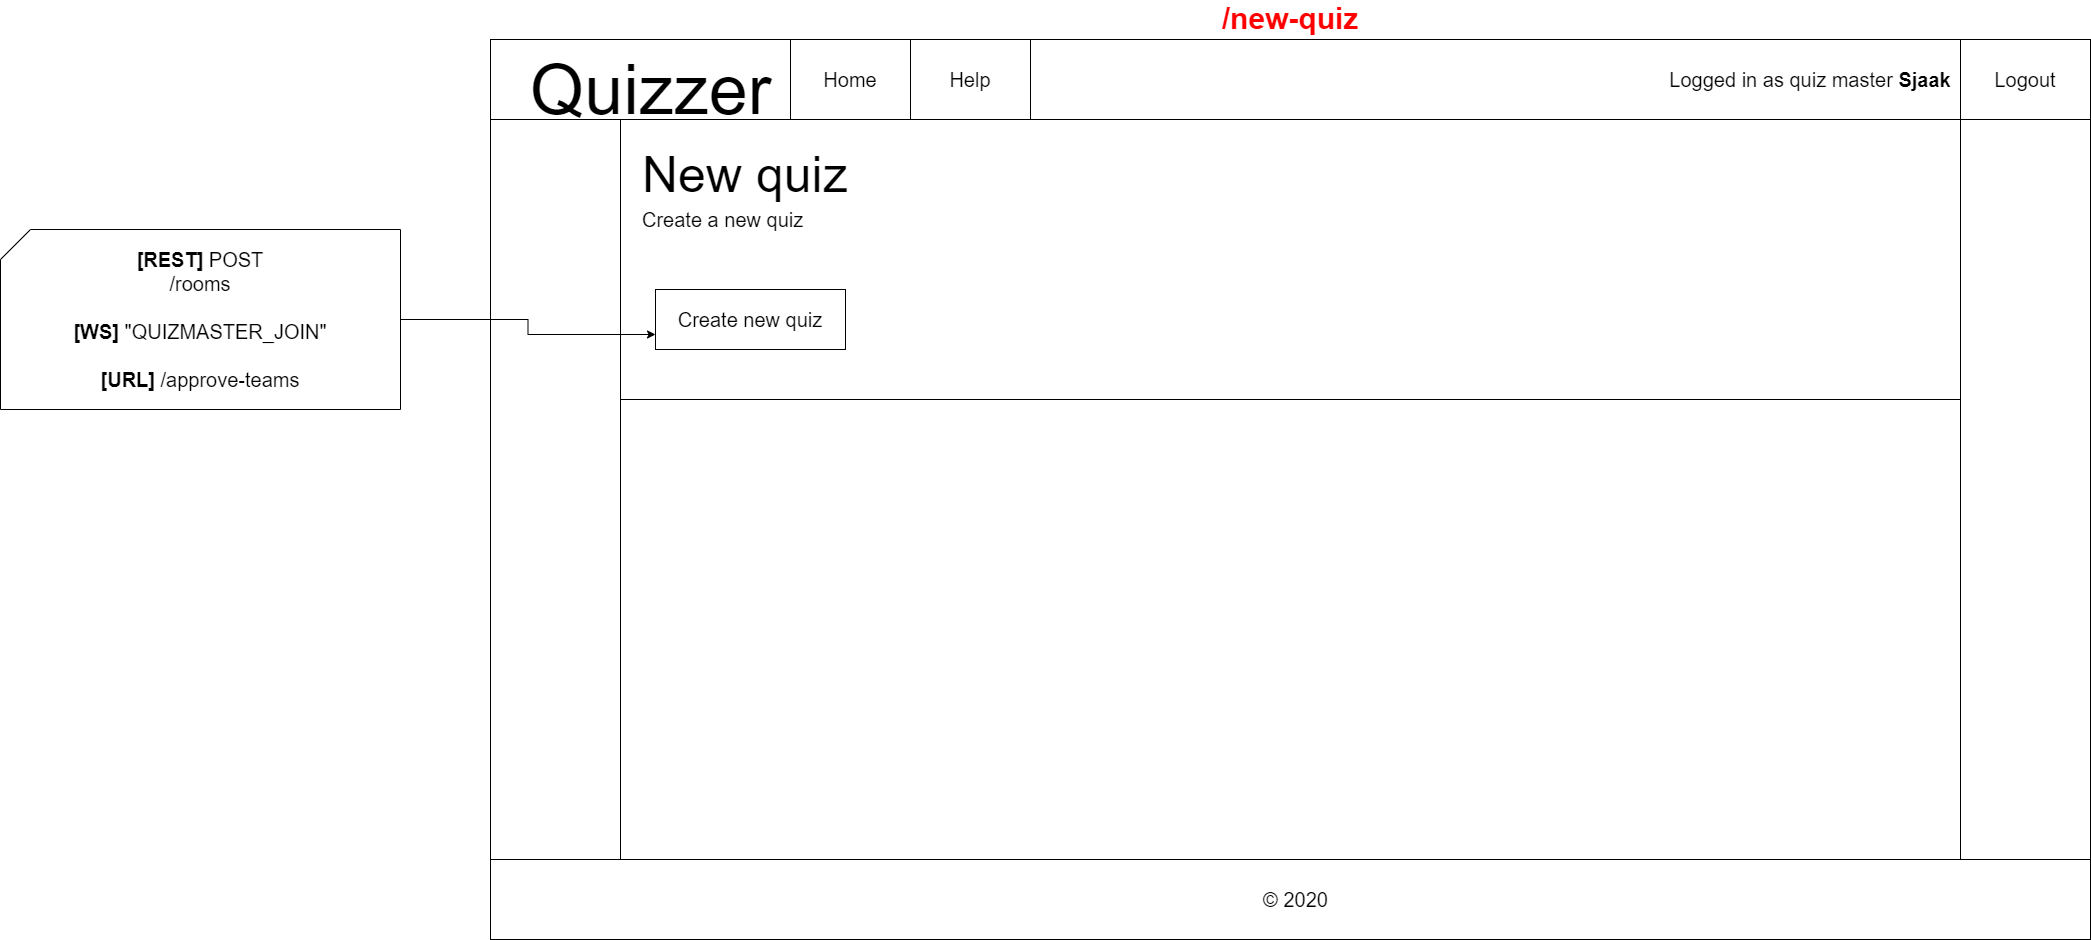 /new-quiz
Quizzer
Home
Help
Logged in as quiz master Sjaak
Logout
New quiz
Create a new quiz
[REST] POST
/rooms
[WS] "QUIZMASTER_JOIN"
[URL] /approve-teams
Create new quiz
© 2020